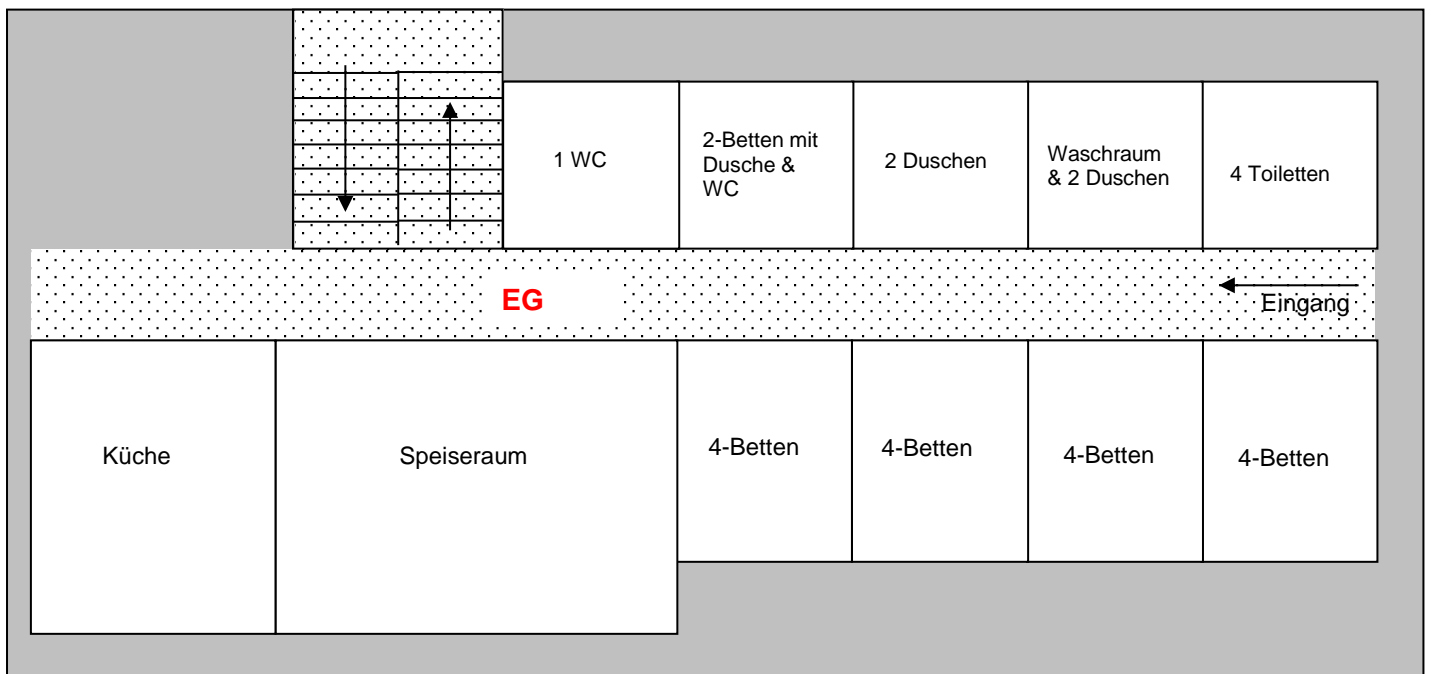 1 WC
2-Betten mit
Dusche &
WC
2 Duschen
Waschraum
& 2 Duschen
4 Toiletten
EG
Eingang
Küche
Speiseraum
4-Betten
4-Betten
4-Betten
4-Betten